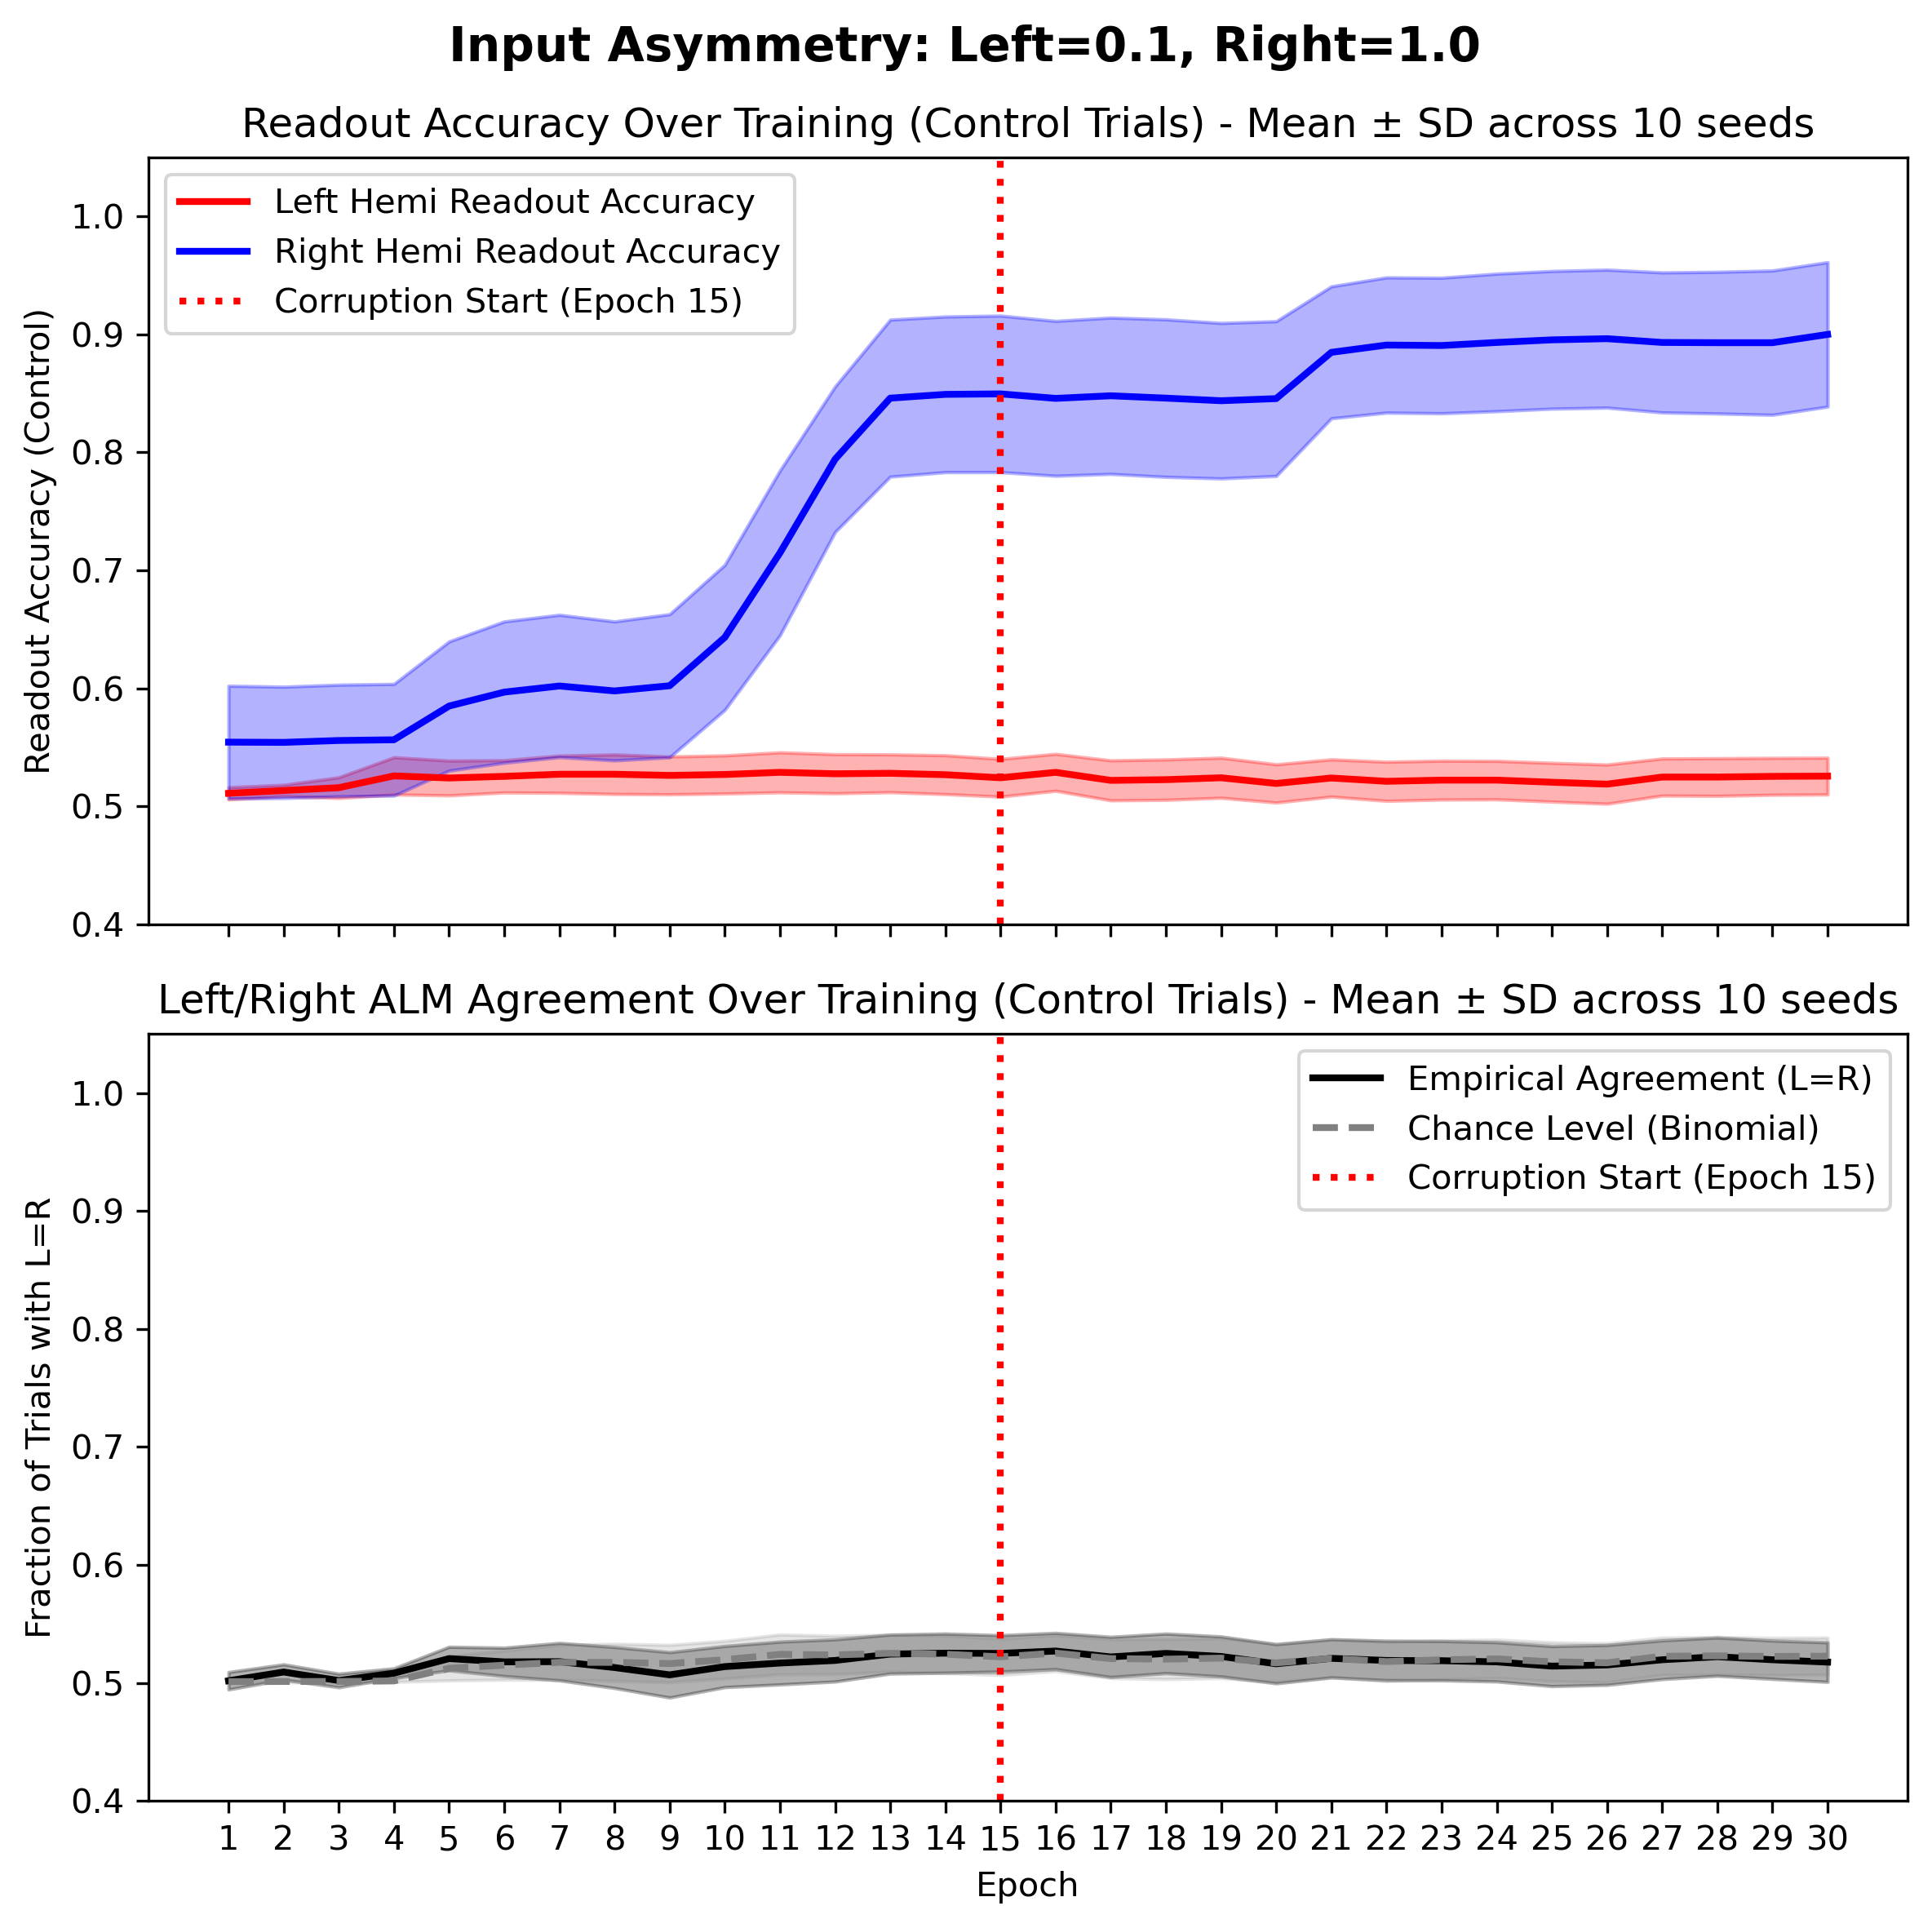 Input Asymmetry: Left=0.1, Right=1.0
Readout Accuracy Over Training (Control Trials) - Mean ± SD across 10 seeds
Left Hemi Readout Accuracy
Right Hemi Readout Accuracy
Corruption Start (Epoch 15)
Readout Accuracy (Control)
1.0
0.9
0.8
0.7
0.6
0.5
0.4
Left/Right ALM Agreement Over Training (Control Trials) - Mean ± SD across 10 seeds
Empirical Agreement (L=R)
Chance Level (Binomial)
Corruption Start (Epoch 15)
Fraction of Trials with L=R
1.0
0.9
0.8
0.7
0.6
0.5
0.4
1 2 3 4 5 6 7 8 9 10 11 12 13 14 15 16 17 18 19 20 21 22 23 24 25 26 27 28 29 30
Epoch